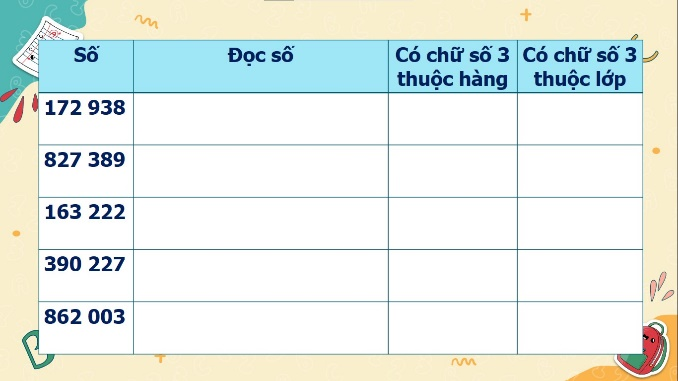 Số
Đọc số
Có chữ số 3
thuộc hàng
Có chữ số 3
thuộc lớp
172 938
827 389
163 222
390 227
862 003